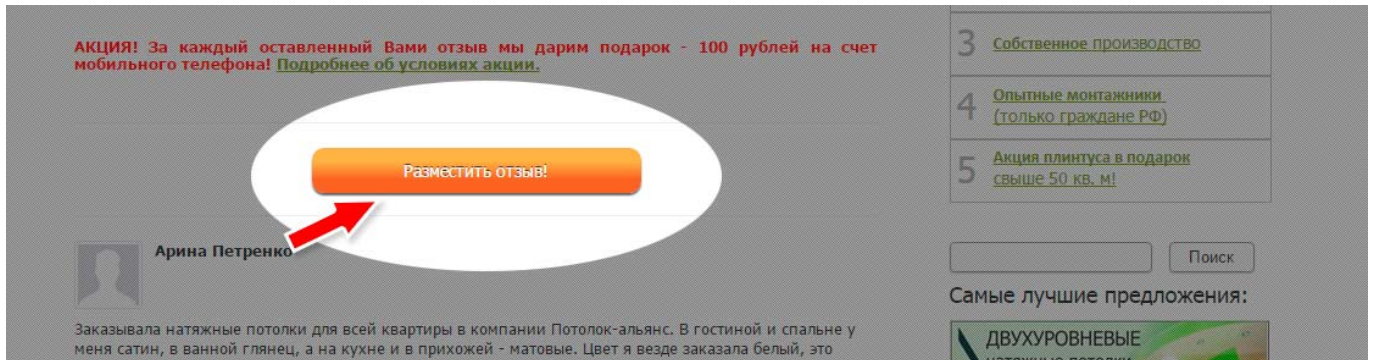 АКЦИЯ! За каждый оставленный Вами отзыв мы дарим подарок - 100 рублей на счет
мобильного телефона! Подробнее об условиях акции.
Разместить отзыв!
Арина Петренко
Заказывала натяжные потолки для всей квартиры в компании Потолок-альянс. В гостиной и спальне у
меня сатин, в ванной глянец, а на кухне и в прихожей - матовые. Цвет я везде заказала белый, это
3 Собственное производство
4 Опытные монтажники
(только граждане РФ)
5 Акция плинтуса в подарок
свыше 50 кв. м!
Поиск
Самые лучшие предложения:
ДВУХУРОВНЕВЫЕ
натяжные потолки